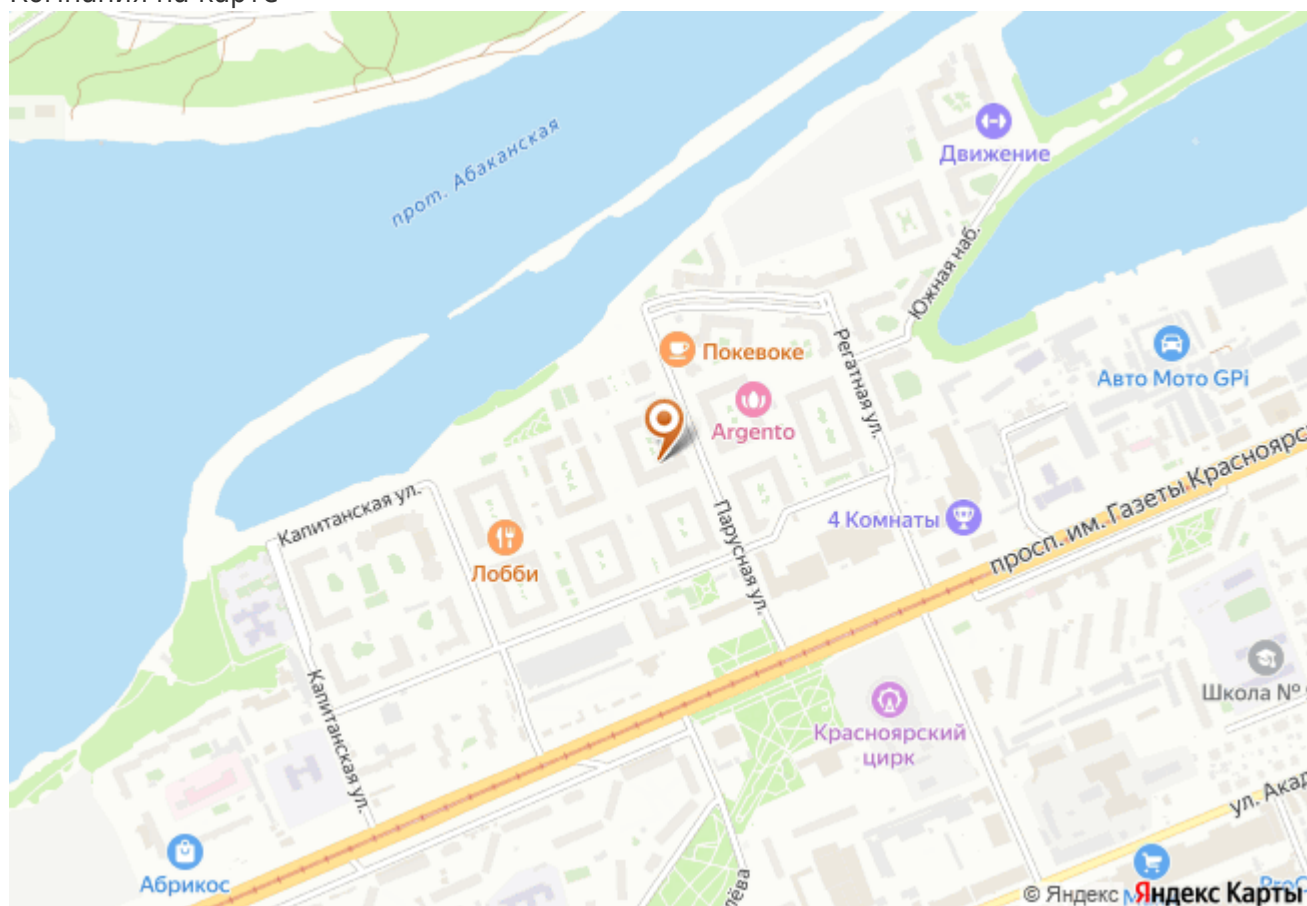 прот. Абаканская
Движение
Южная наб.
Покевоке
Регатная ул.
Авто Мото GPi
Argento
Капитанская ул.
4 Комнаты
просп. им. Газеты Красноярс
Лобби
Парусная ул.
Школа №
Капитанская ул.
Красноярский
цирк
ул. Акад
Абрикос
© Яндекс Яндекс Карты